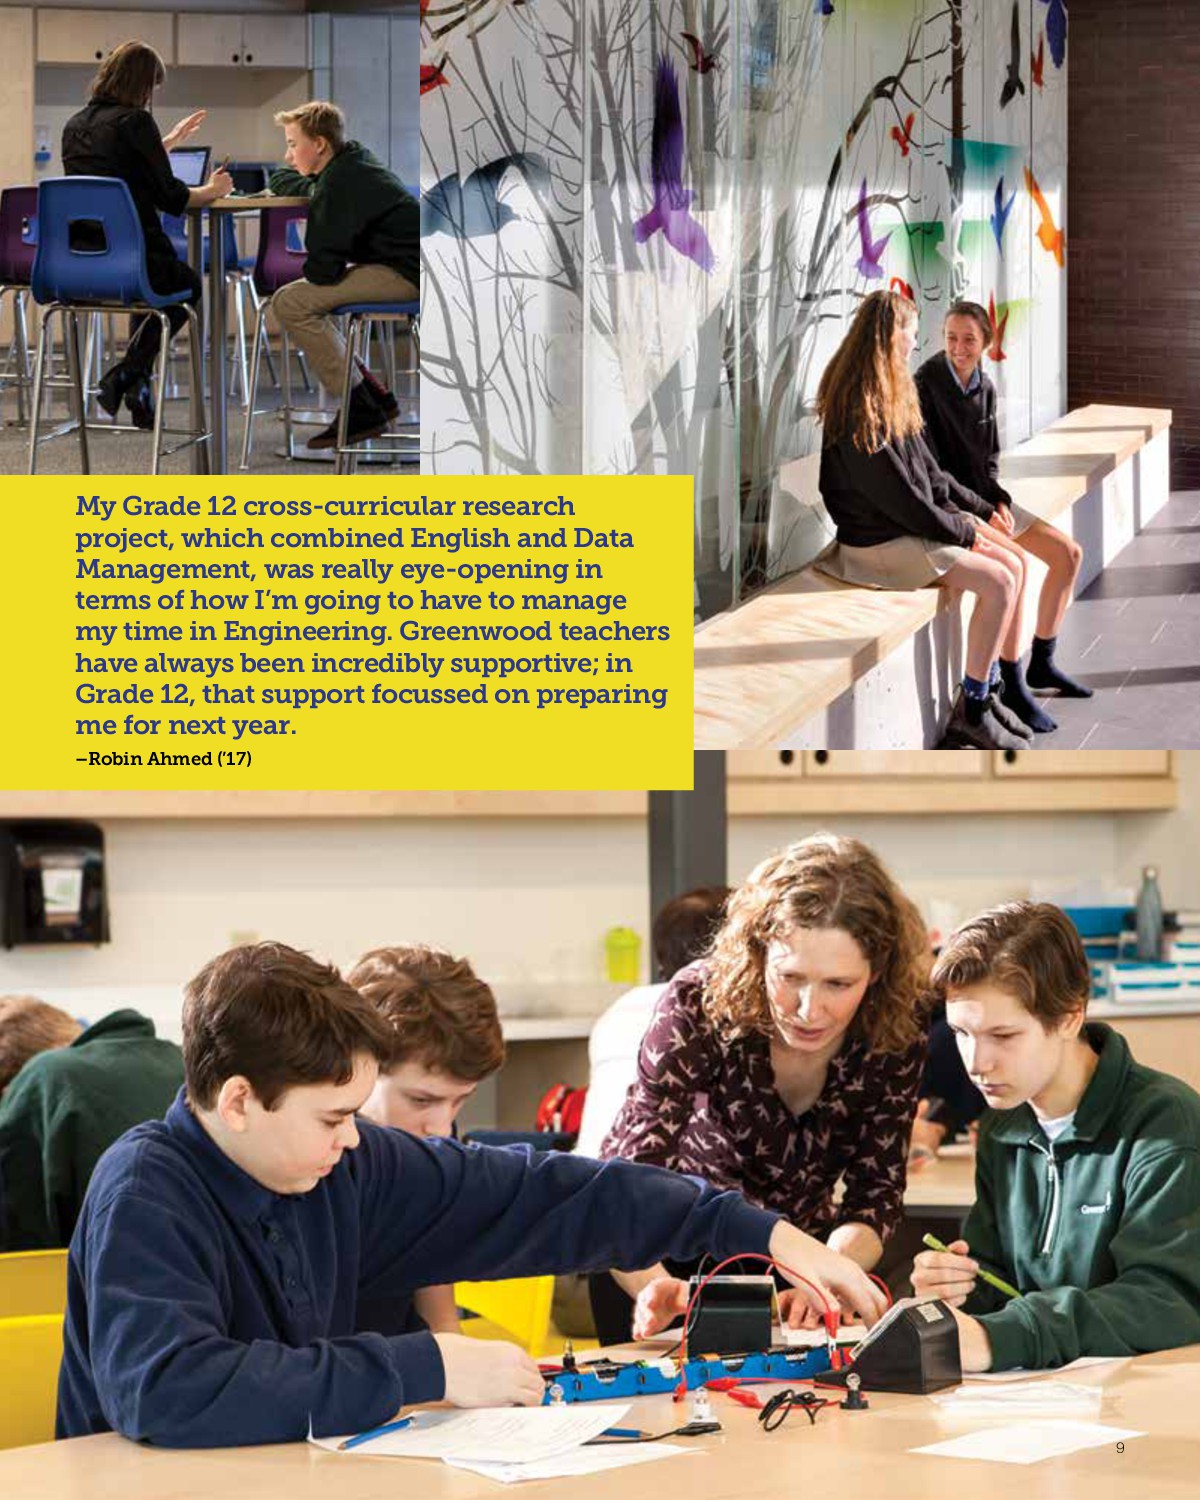 My Grade 12 cross-curricular research
project, which combined English and Data
Management, was really eye-opening in
terms of how I'm going to have to manage
my time in Engineering. Greenwood teachers
have always been incredibly supportive; in
Grade 12, that support focussed on preparing
me for next year.
–Robin Ahmed ('17)
9